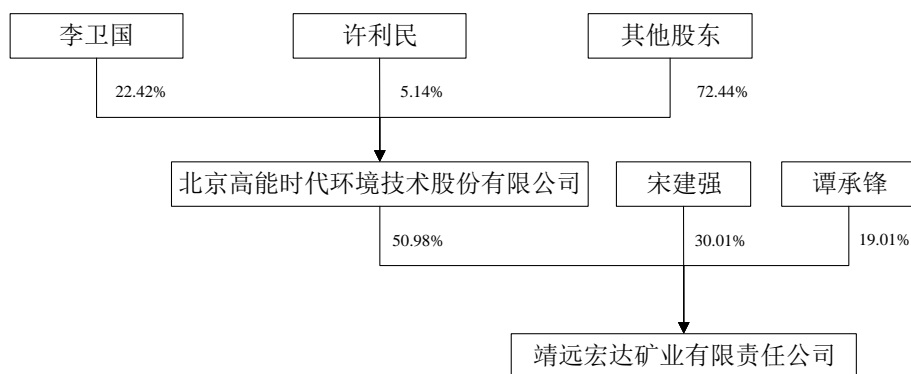 李卫国
许利民
其他股东
22.42%
5.14%
72.44%
北京高能时代环境技术股份有限公司
宋建强
谭承锋
50.98%
30.01%
19.01%
靖远宏达矿业有限责任公司